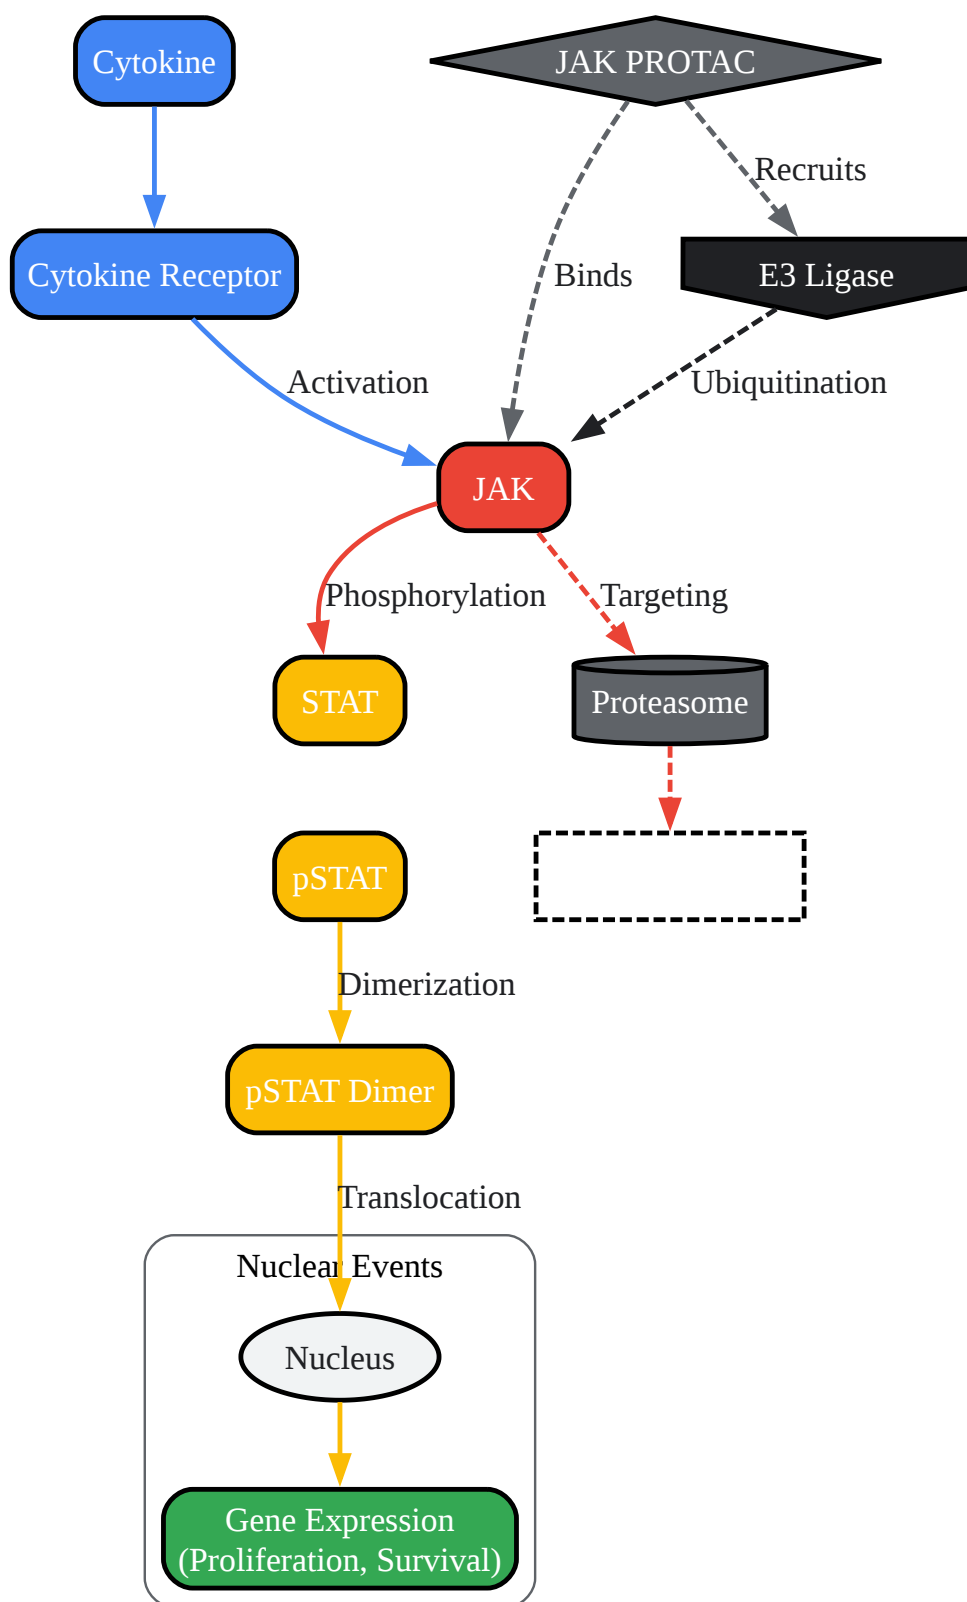 Cytokine
JAK PROTAC
Recruits
Cytokine Receptor
Binds
E3 Ligase
Activation
Ubiquitination
JAK
Phosphorylation
Targeting
STAT
Proteasome
pSTAT
Dimerization
pSTAT Dimer
Translocation
Nuclear Events
Nucleus
Gene Expression
(Proliferation, Survival)